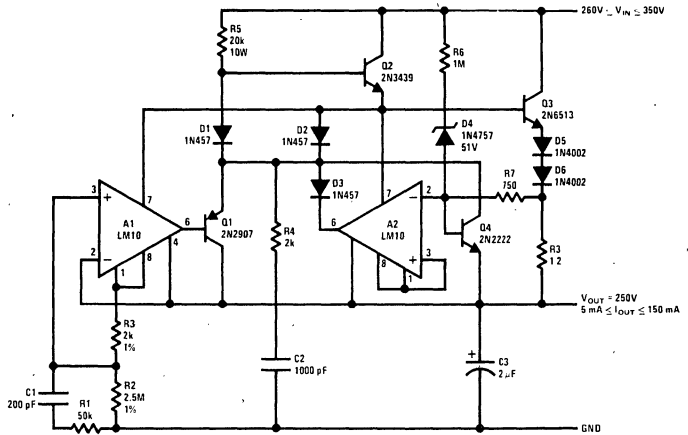 260V ≤ VIN ≤ 350V
R5
20k
10W
R6
1M
Q2
2N3439
Q3
2N6513
D1
1N457
D2
1N457
D4
1N4757
51V
D5
1N4002
D6
1N4002
D3
1N457
R7
750
3
+
7
A1
LM10
6
2
−
4
1
8
Q1
2N2907
R4
2k
7
2
−
6
A2
LM10
+
3
8
1
Q4
2N2222
R3
1 2
VOUT = 250V
5 mA ≤ IOUT ≤ 150 mA
R3
2k
1%
C1
200 pF
R2
2.5M
1%
R1
50k
C2
1000 pF
+
C3
2 μF
GND